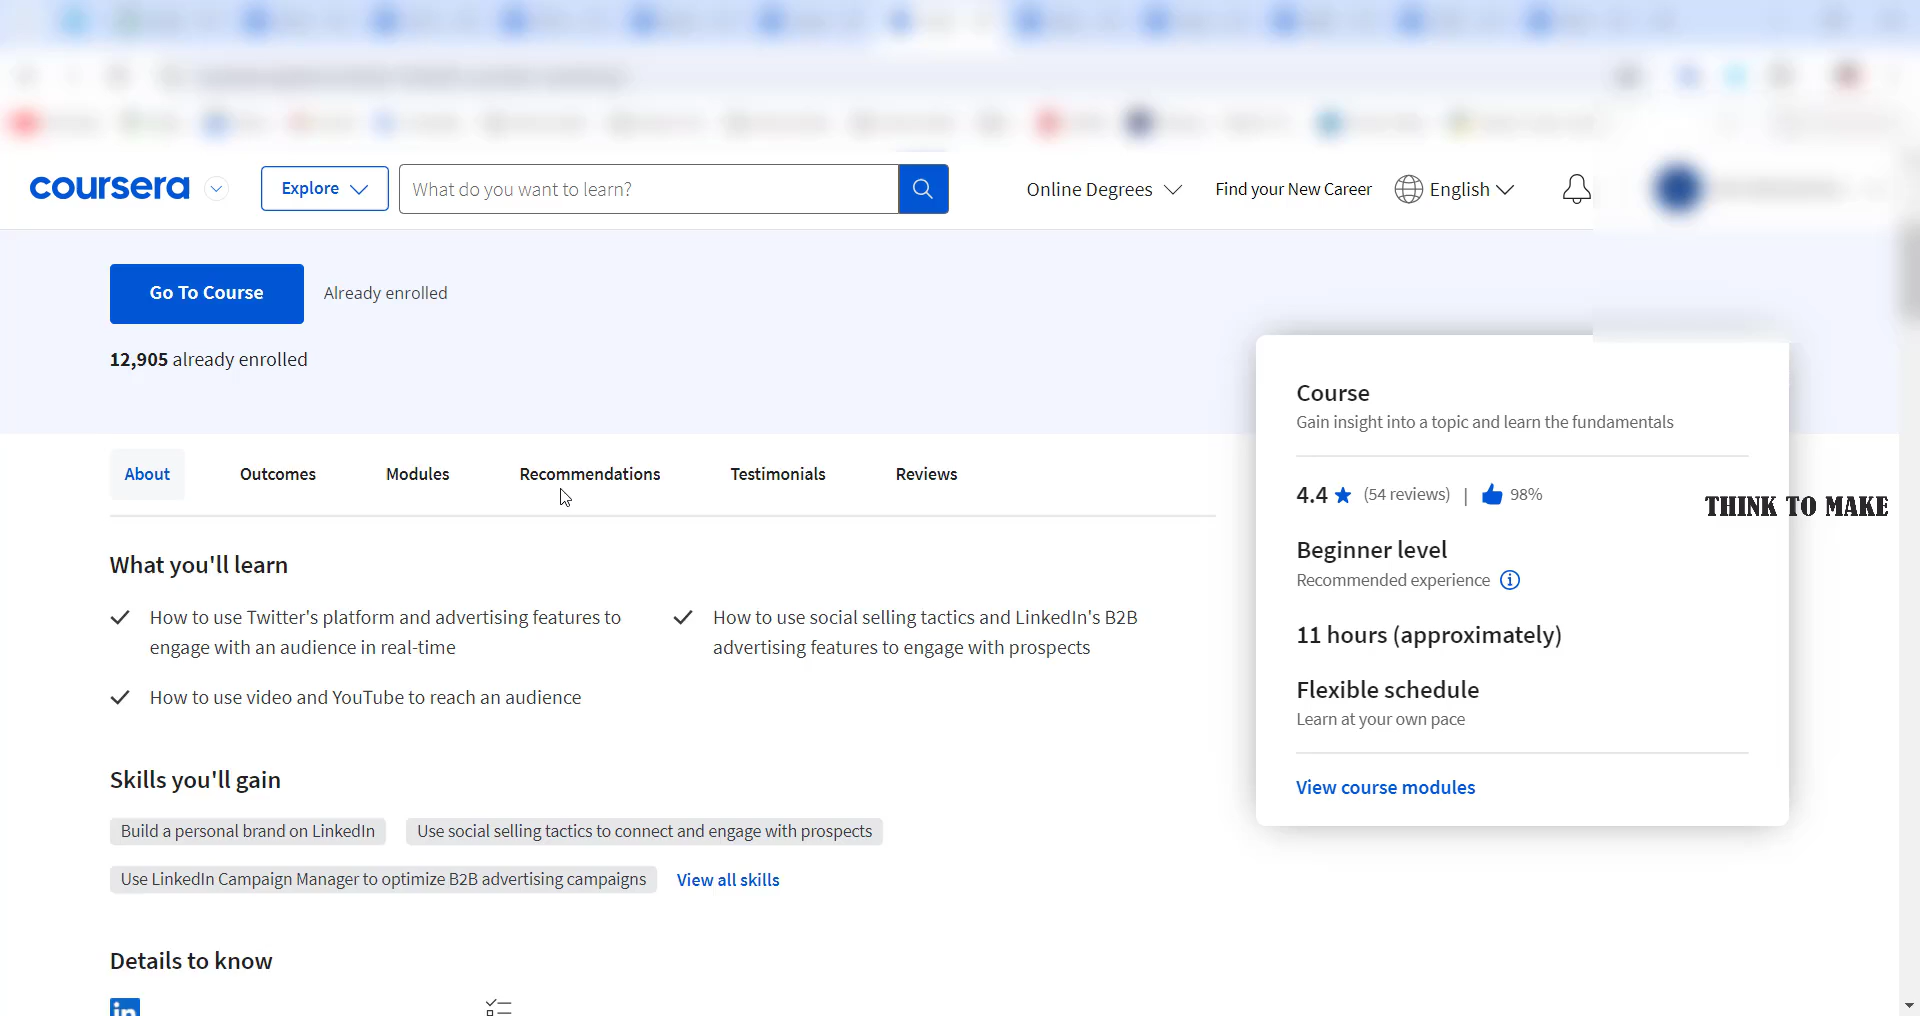 coursera
Explore
What do you want to learn?
Online Degrees
Find your New Career
English
Go To Course
Already enrolled
12,905 already enrolled
Course
Gain insight into a topic and learn the fundamentals
About
Outcomes
Modules
Recommendations
Testimonials
Reviews
4.4 ★ (54 reviews) | 98%
THINK TO MAKE
Beginner level
Recommended experience
11 hours (approximately)
Flexible schedule
Learn at your own pace
View course modules
What you'll learn
How to use Twitter's platform and advertising features to
engage with an audience in real-time
How to use social selling tactics and LinkedIn's B2B
advertising features to engage with prospects
How to use video and YouTube to reach an audience
Skills you'll gain
Build a personal brand on LinkedIn
Use social selling tactics to connect and engage with prospects
Use LinkedIn Campaign Manager to optimize B2B advertising campaigns
View all skills
Details to know
in